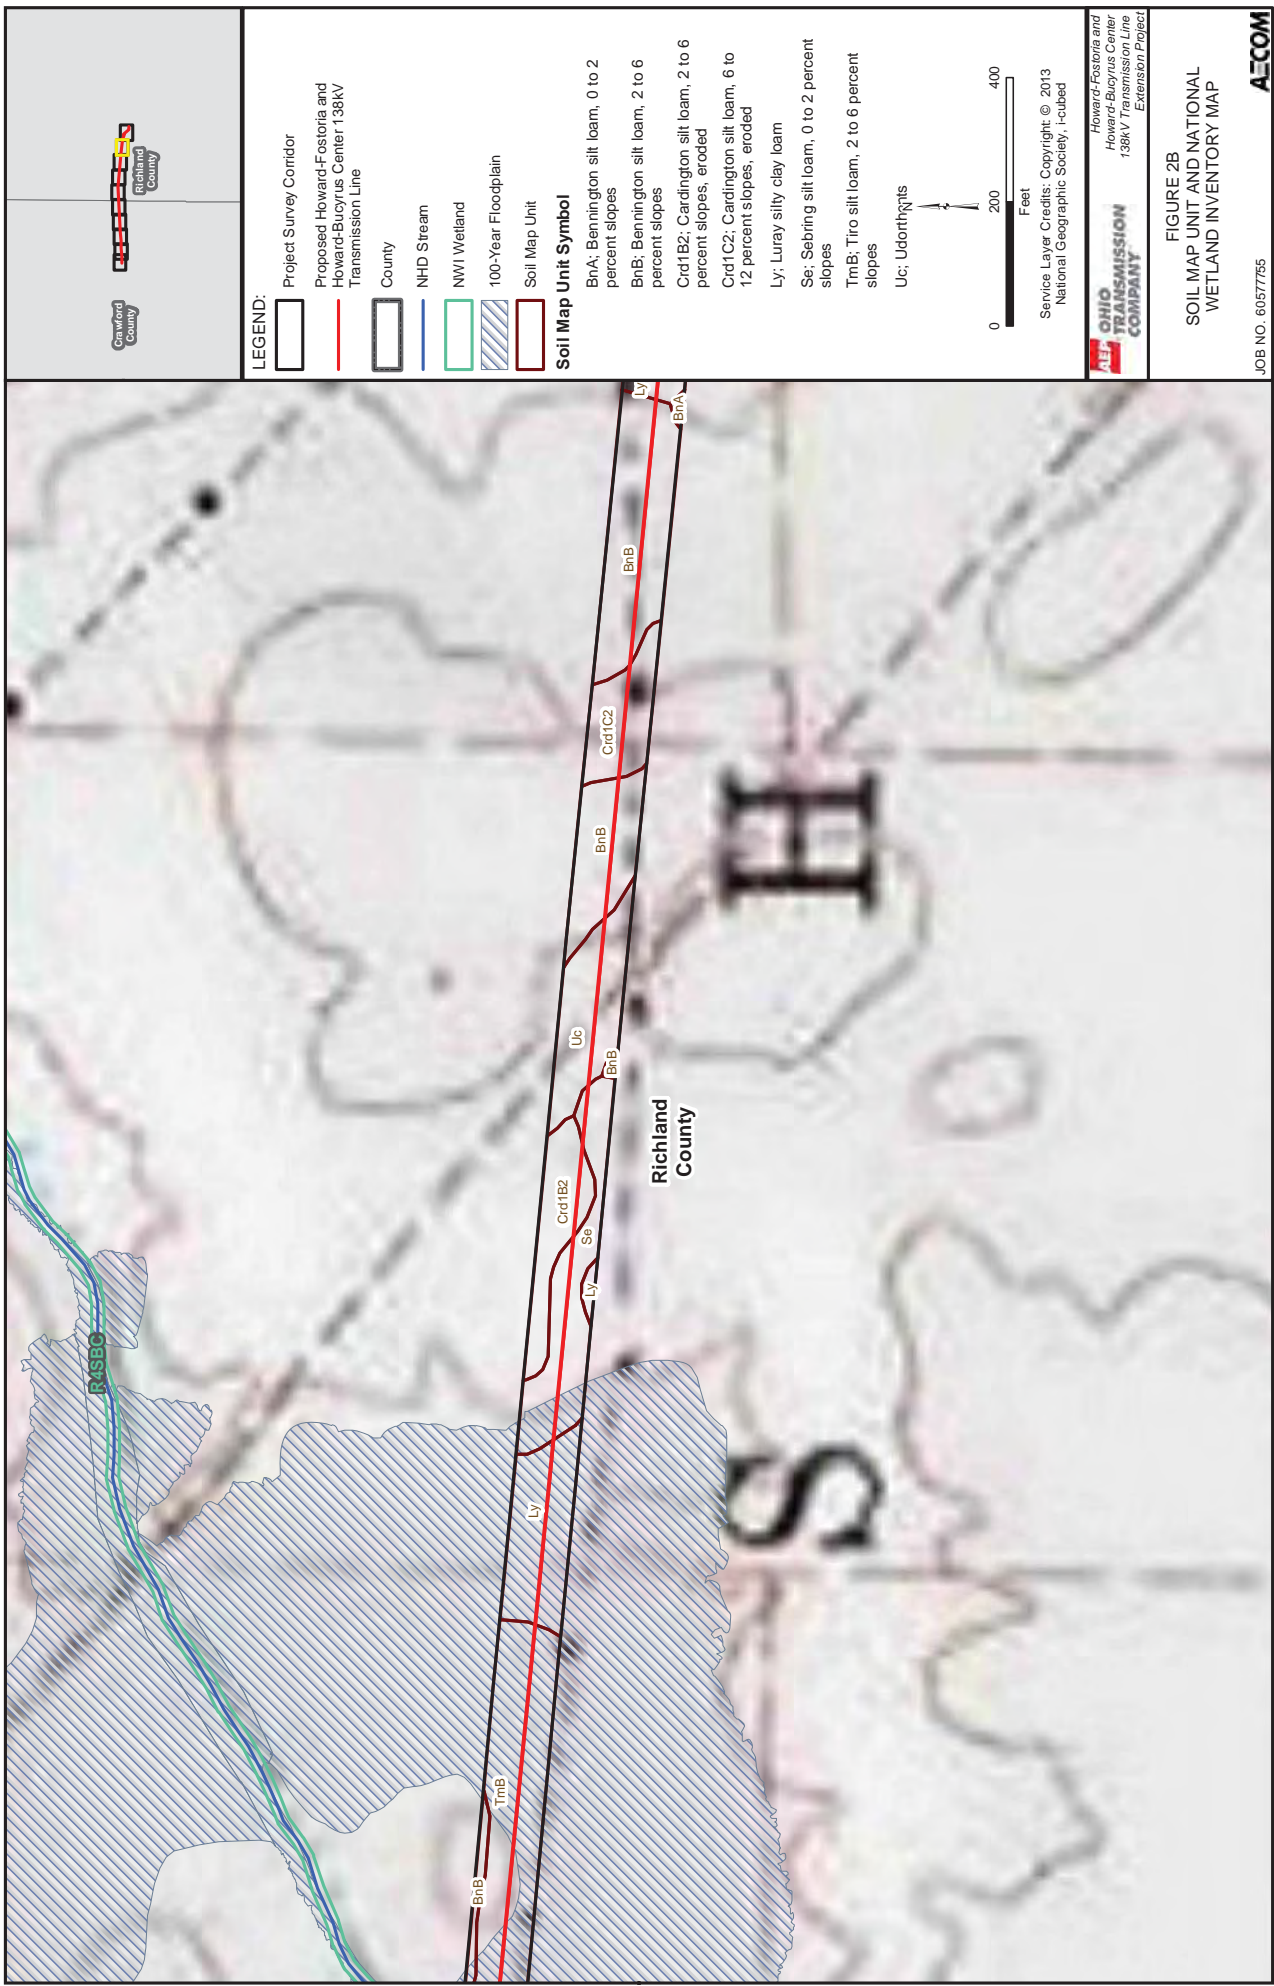 R4SBC
BnB
TmB
Ly
Ly
Se
Crd1B2
BnB
Uc
BnB
Crd1C2
BnB
BnA
Ly
Richland
County
S
H
Crawford
County
Richland
County
LEGEND:
Project Survey Corridor
Proposed Howard-Fostoria and
Howard-Bucyrus Center 138kV
Transmission Line
County
NHD Stream
NWI Wetland
100-Year Floodplain
Soil Map Unit
Soil Map Unit Symbol
BnA; Bennington silt loam, 0 to 2
percent slopes
BnB; Bennington silt loam, 2 to 6
percent slopes
Crd1B2; Cardington silt loam, 2 to 6
percent slopes, eroded
Crd1C2; Cardington silt loam, 6 to
12 percent slopes, eroded
Ly; Luray silty clay loam
Se; Sebring silt loam, 0 to 2 percent
slopes
TmB; Tiro silt loam, 2 to 6 percent
slopes
Uc; Udorthents
0 200 400
Feet
Service Layer Credits: Copyright: © 2013
National Geographic Society, i-cubed
AEP OHIO
TRANSMISSION
COMPANY
Howard-Fostoria and
Howard-Bucyrus Center
138kV Transmission Line
Extension Project
FIGURE 2B
SOIL MAP UNIT AND NATIONAL
WETLAND INVENTORY MAP
JOB NO. 60577755
AECOM